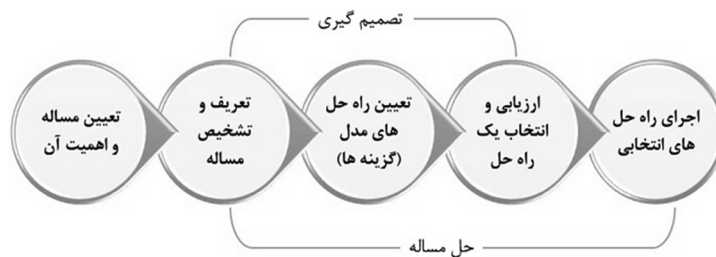 تصمیم گیری
تعیین مساله
و اهمیت آن
تعریف و
تشخیص
مساله
تعیین راه حل
های مدل
(گزینه ها)
ارزیابی و
انتخاب یک
راه حل
اجرای راه حل
های انتخابی
حل مساله